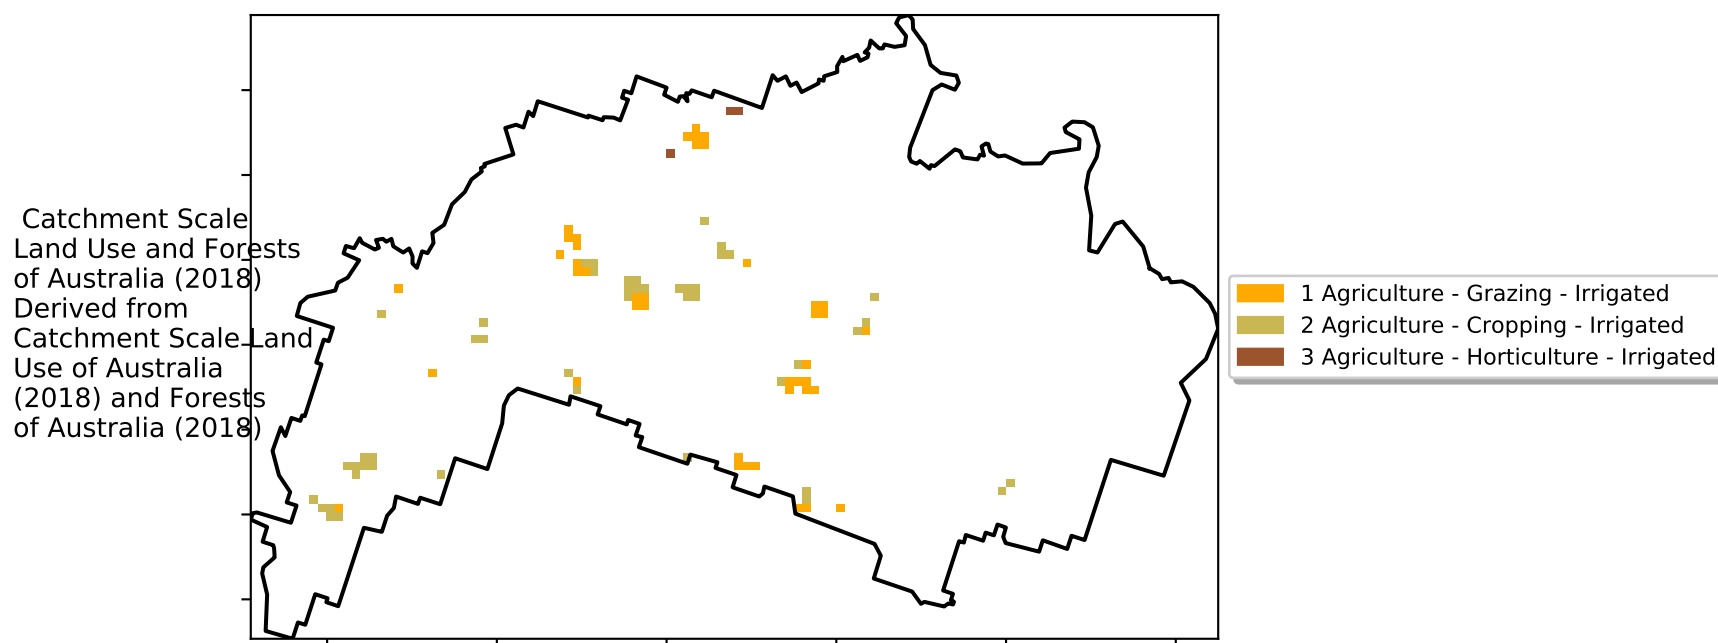 Catchment Scale
Land Use and Forests
of Australia (2018)
Derived from
Catchment Scale Land
Use of Australia
(2018) and Forests
of Australia (2018)
1 Agriculture - Grazing - Irrigated
2 Agriculture - Cropping - Irrigated
3 Agriculture - Horticulture - Irrigated